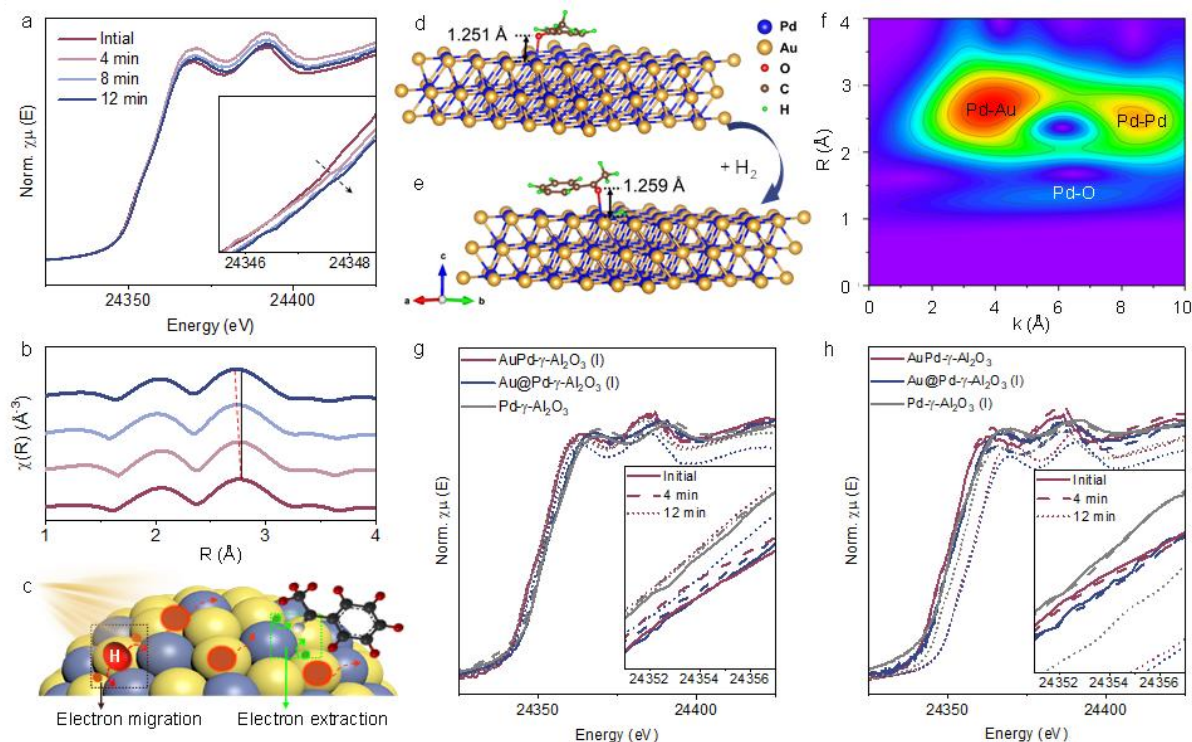 a
Intial
4 min
8 min
12 min
Norm. χμ (E)
24346
24348
24350
24400
Energy (eV)
b
χ(R) (Å⁻³)
1
2
3
4
R (Å)
c
H
Electron migration
Electron extraction
d
1.251 Å
Pd
Au
O
C
H
+ H₂
e
1.259 Å
c
a
b
f
4
3
2
1
0
R (Å)
Pd-Au
Pd-Pd
Pd-O
0
2
4
6
8
10
k (Å)
g
AuPd-γ-Al₂O₃ (I)
Au@Pd-γ-Al₂O₃ (I)
Pd-γ-Al₂O₃
Norm. χμ (E)
Initial
4 min
12 min
24352
24354
24356
24350
24400
Energy (eV)
h
AuPd-γ-Al₂O₃
Au@Pd-γ-Al₂O₃ (I)
Pd-γ-Al₂O₃ (I)
Norm. χμ (E)
Initial
4 min
12 min
24352
24354
24356
24350
24400
Energy (eV)